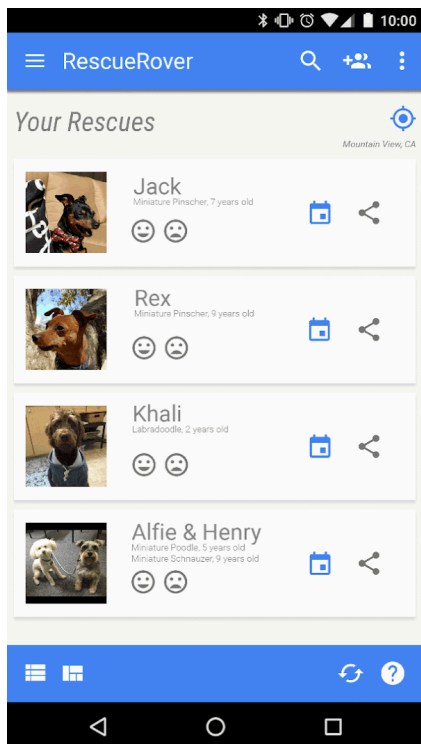 10:00
RescueRover
Your Rescues
Mountain View, CA
Jack
Miniature Pinscher, 7 years old
Rex
Miniature Pinscher, 9 years old
Khali
Labradoodle, 2 years old
Alfie & Henry
Miniature Poodle, 5 years old
Miniature Schnauzer, 9 years old